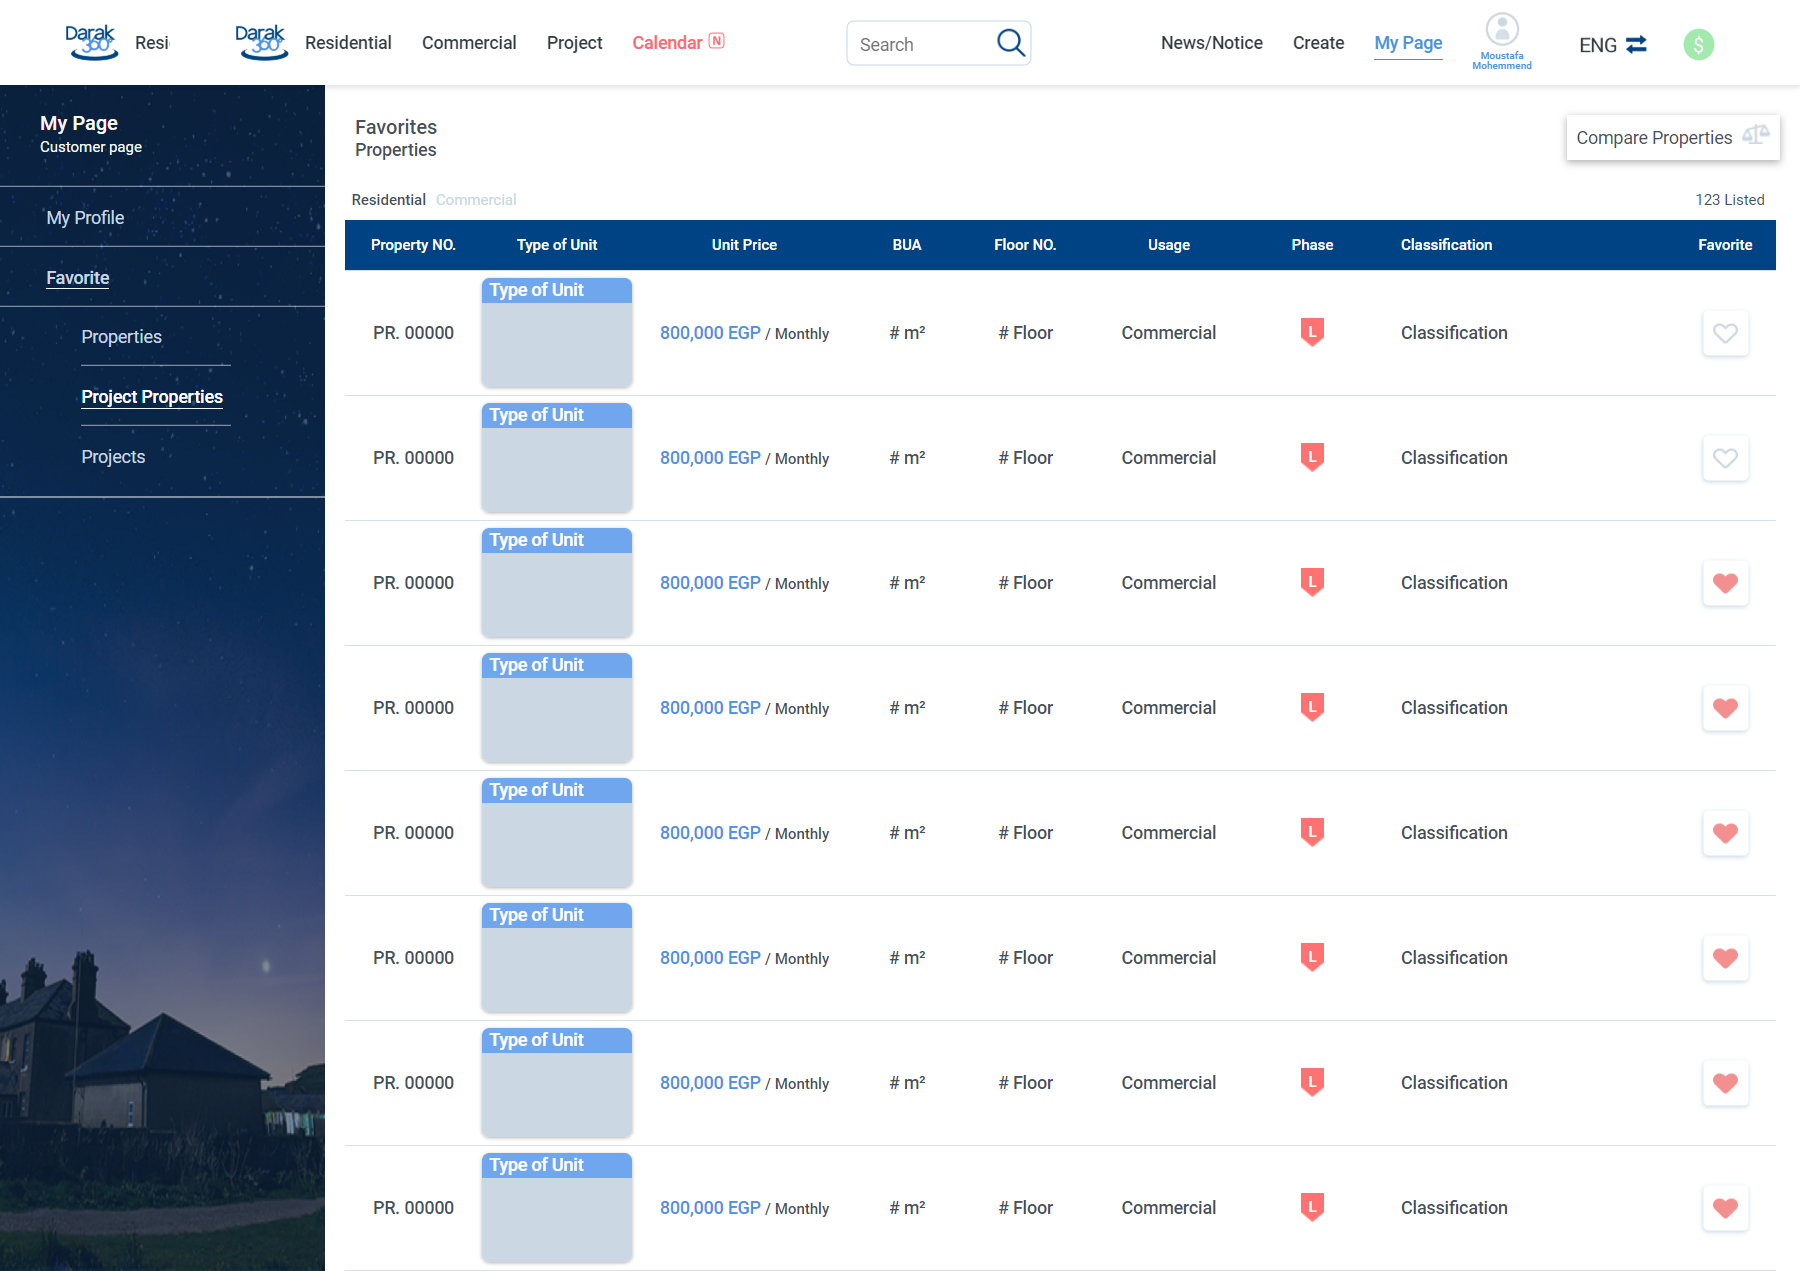 Darak 360° Resi
Darak 360° Residential Commercial Project Calendar N
Search
News/Notice Create My Page
Moustafa
Mohemmend
ENG
$
My Page
Customer page
My Profile
Favorite
Properties
Project Properties
Projects
Favorites
Properties
Compare Properties
Residential Commercial
123 Listed
Property NO. Type of Unit Unit Price BUA Floor NO. Usage Phase Classification Favorite
Type of Unit
PR. 00000 800,000 EGP / Monthly # m² # Floor Commercial L Classification
Type of Unit
PR. 00000 800,000 EGP / Monthly # m² # Floor Commercial L Classification
Type of Unit
PR. 00000 800,000 EGP / Monthly # m² # Floor Commercial L Classification
Type of Unit
PR. 00000 800,000 EGP / Monthly # m² # Floor Commercial L Classification
Type of Unit
PR. 00000 800,000 EGP / Monthly # m² # Floor Commercial L Classification
Type of Unit
PR. 00000 800,000 EGP / Monthly # m² # Floor Commercial L Classification
Type of Unit
PR. 00000 800,000 EGP / Monthly # m² # Floor Commercial L Classification
Type of Unit
PR. 00000 800,000 EGP / Monthly # m² # Floor Commercial L Classification